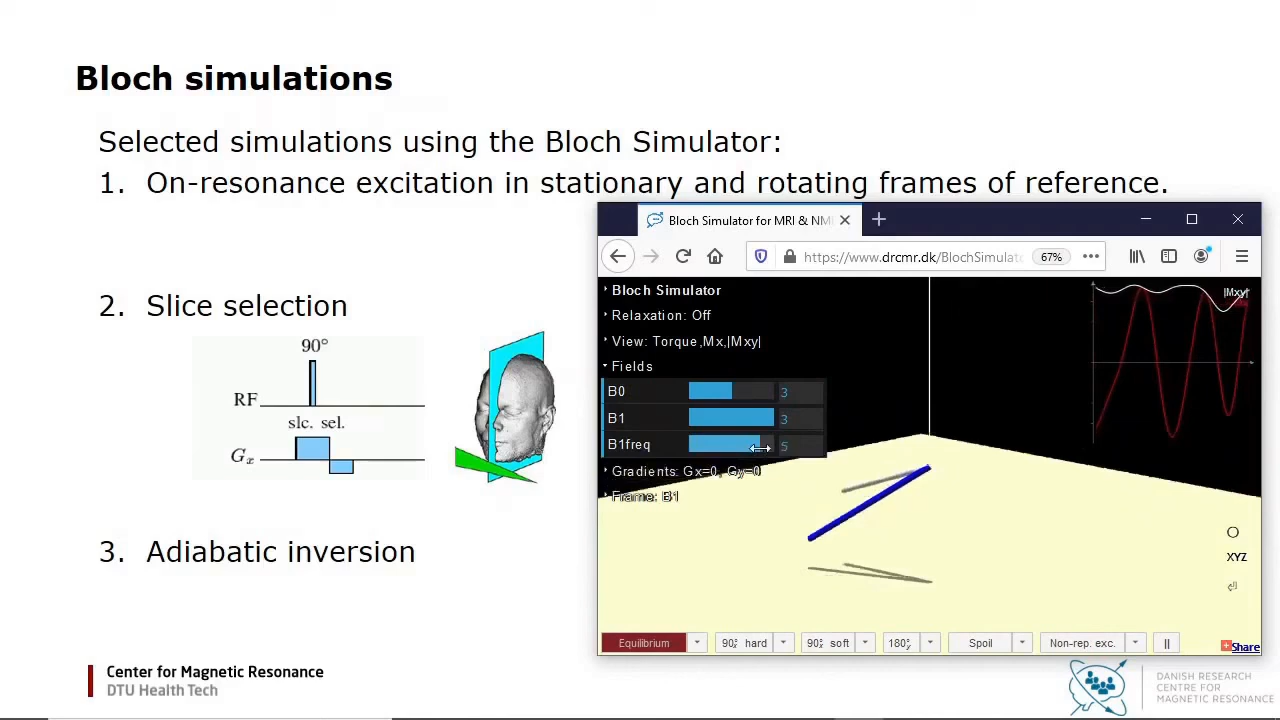 Bloch simulations
Selected simulations using the Bloch Simulator:
1. On-resonance excitation in stationary and rotating frames of reference.
2. Slice selection
90°
RF
slc. sel.
Gx
3. Adiabatic inversion
Bloch Simulator for MRI & NM
https://www.drcmr.dk/BlochSimulato
67%
Bloch Simulator
Relaxation: Off
View: Torque,Mx,|Mxy|
Fields
B0 3
B1 3
B1freq 5
Gradients: Gx=0, Gy=0
Frame: B1
|Mxy|
XYZ
Equilibrium
90x hard
90x soft
180y
Spoil
Non-rep. exc.
Share
Center for Magnetic Resonance
DTU Health Tech
DANISH RESEARCH
CENTRE FOR
MAGNETIC RESONANCE